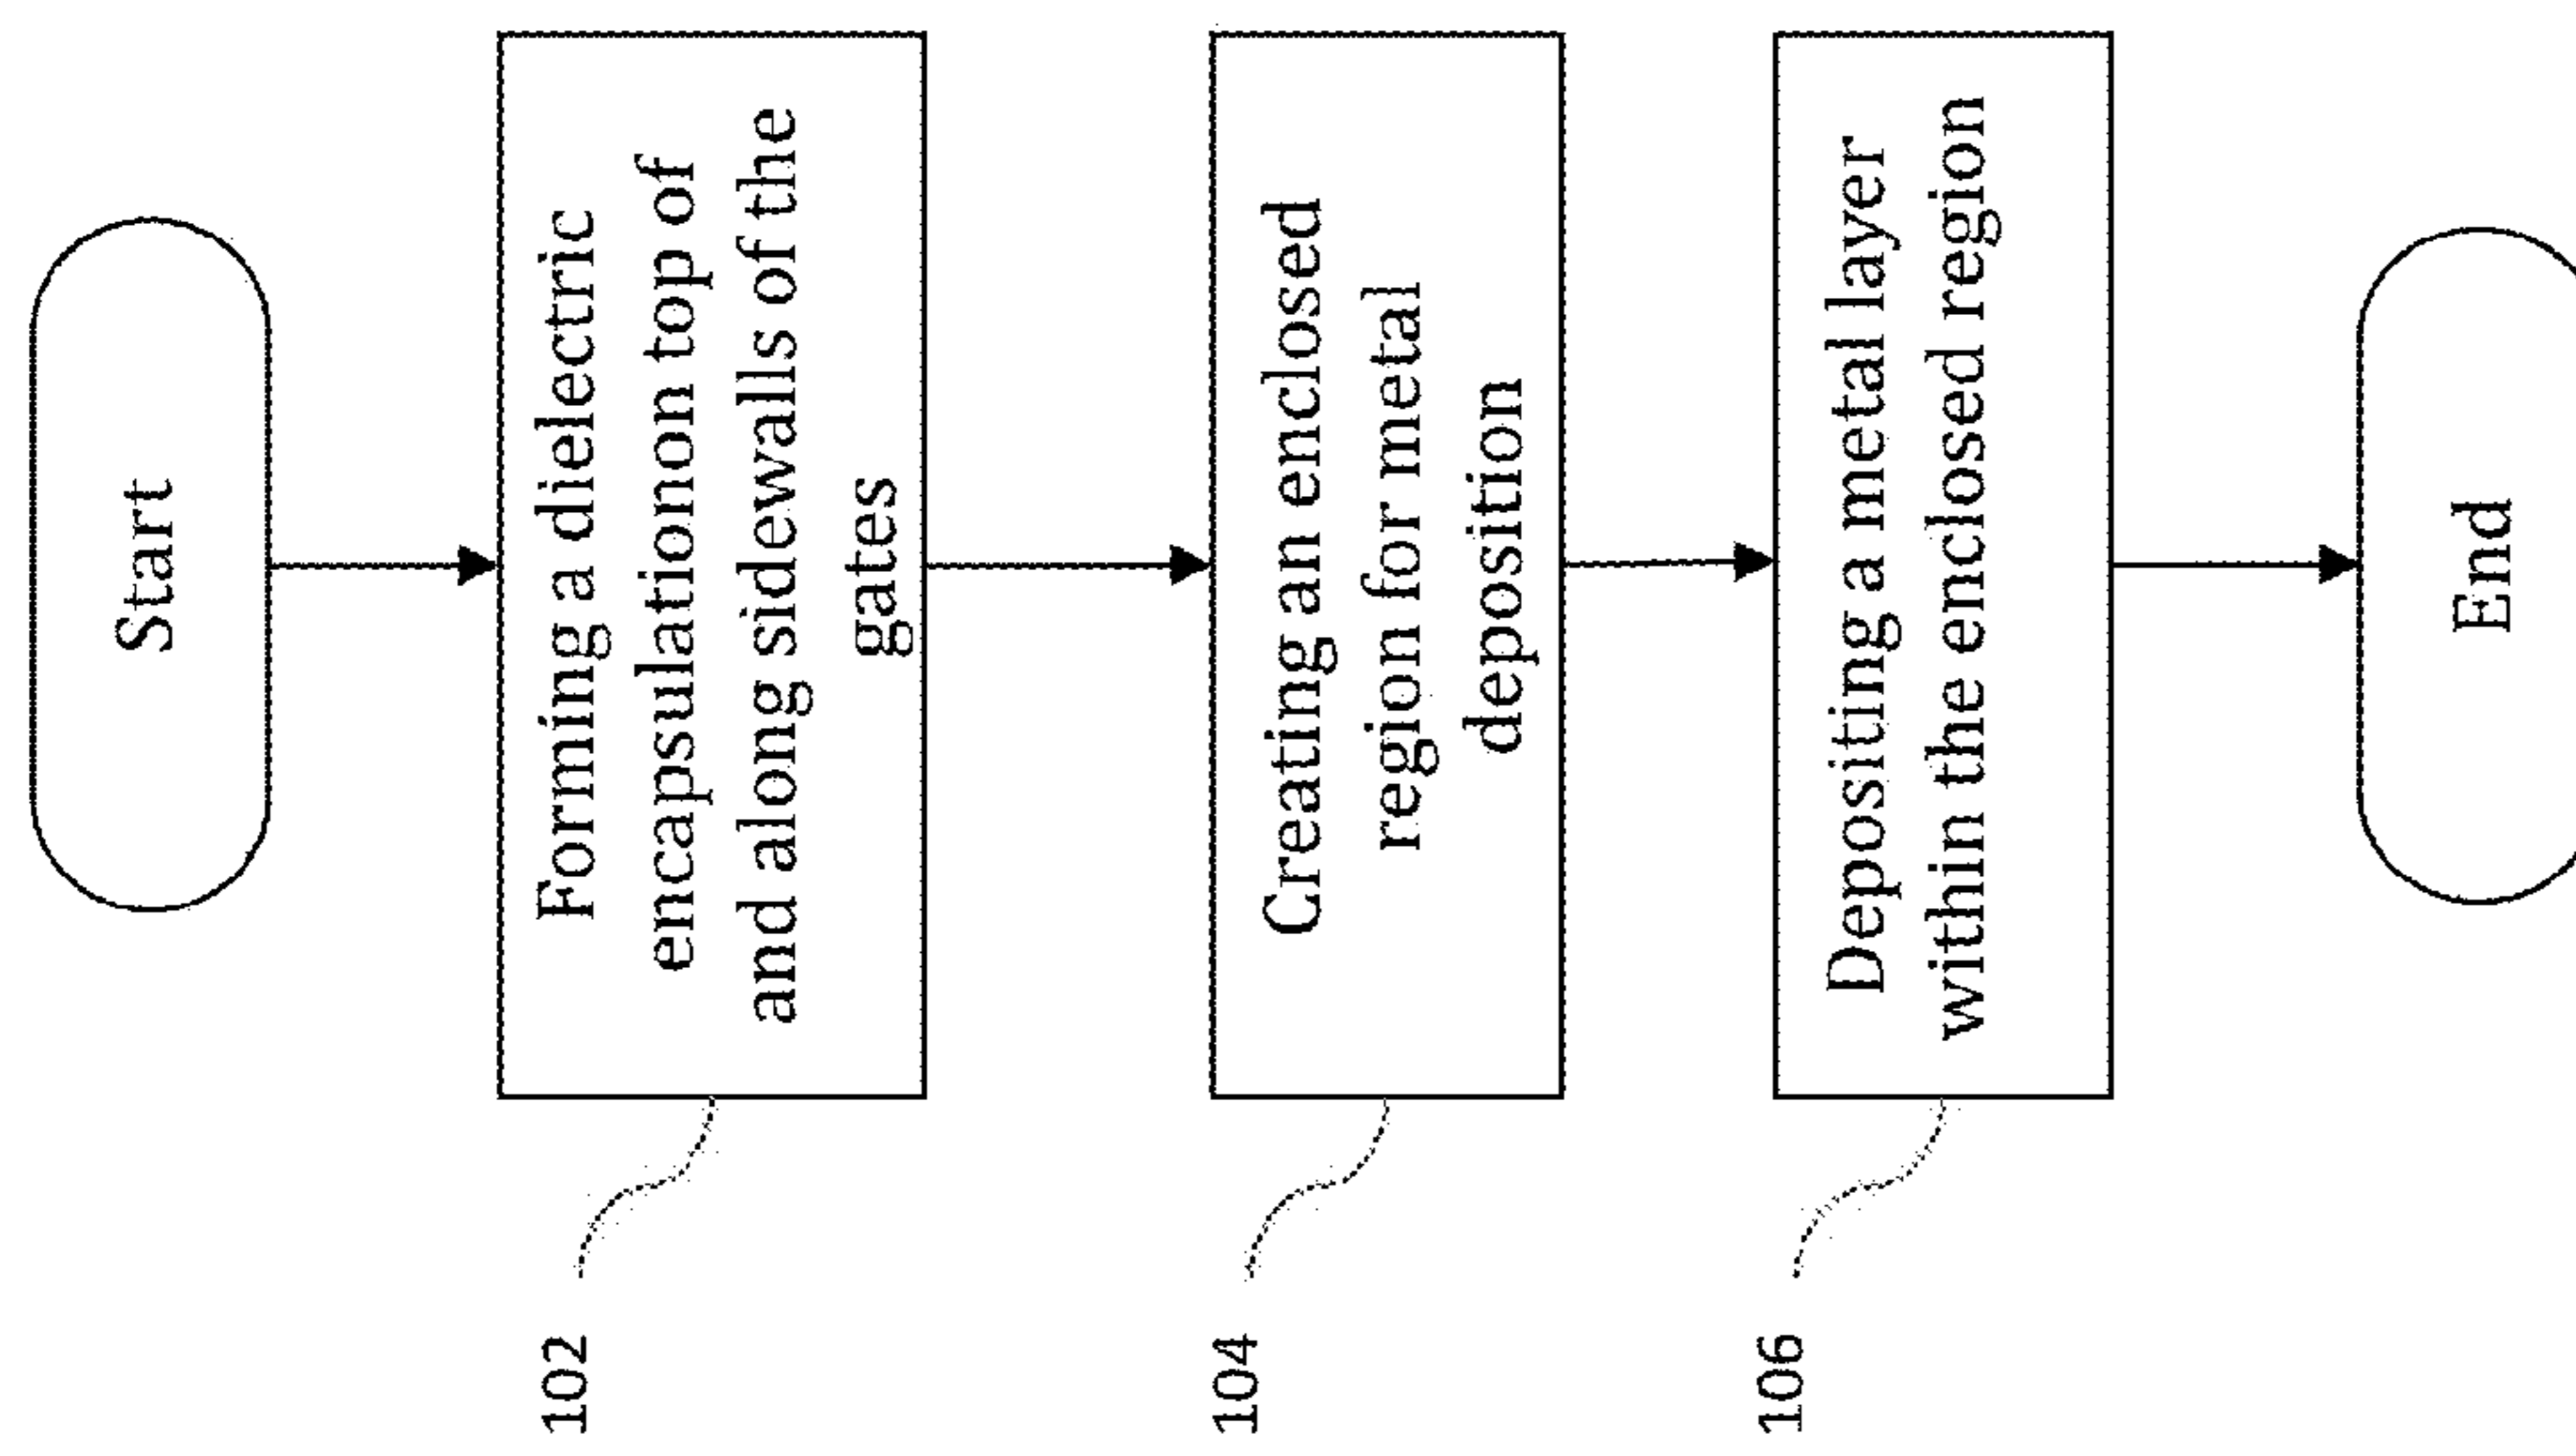 Start
102
Forming a dielectric
encapsulationon top of
and along sidewalls of the
gates
104
Creating an enclosed
region for metal
deposition
106
Depositing a metal layer
within the enclosed region
End